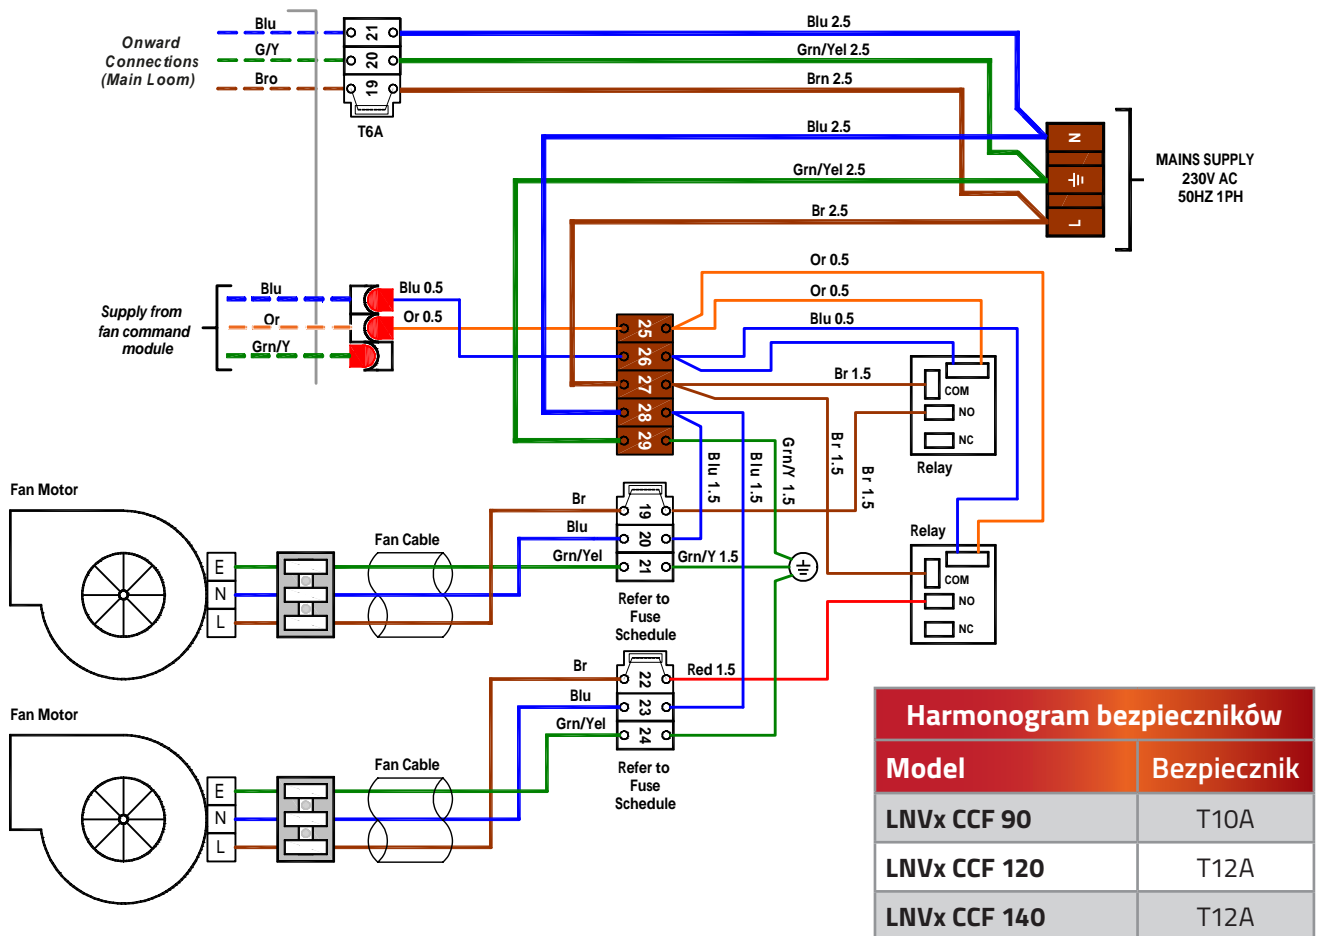 Onward
Connections
(Main Loom)
Blu
G/Y
Bro
21
20
19
T6A
Blu 2.5
Grn/Yel 2.5
Brn 2.5
Blu 2.5
Grn/Yel 2.5
Br 2.5
N
L
MAINS SUPPLY
230V AC
50HZ 1PH
Supply from
fan command
module
Blu
Or
Grn/Y
Blu 0.5
Or 0.5
Or 0.5
Or 0.5
Blu 0.5
25
26
27
28
29
Br 1.5
COM
NO
NC
Relay
Blu 1.5
Blu 1.5
Grn/Y 1.5
Br 1.5
Br 1.5
Fan Motor
E
N
L
Fan Cable
Br
Blu
Grn/Yel
19
20
21
Grn/Y 1.5
Refer to
Fuse
Schedule
Relay
COM
NO
NC
Fan Motor
E
N
L
Fan Cable
Br
Blu
Grn/Yel
22
23
24
Red 1.5
Refer to
Fuse
Schedule
Harmonogram bezpieczników
Model Bezpiecznik
LNVx CCF 90 T10A
LNVx CCF 120 T12A
LNVx CCF 140 T12A